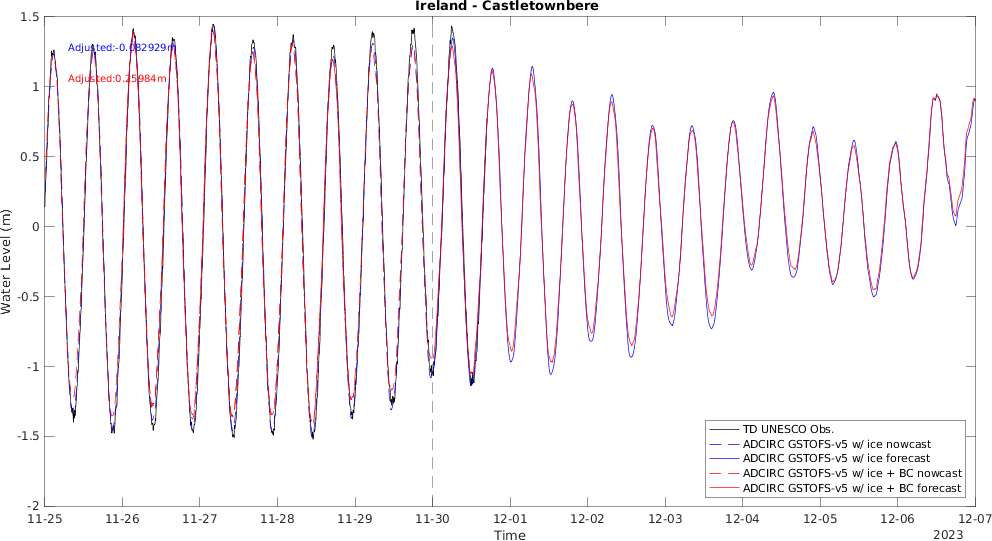 Ireland - Castletownbere
1.5
1
0.5
0
-0.5
-1
-1.5
-2
Water Level (m)
Adjusted:-0.082929m
Adjusted:0.25984m
TD UNESCO Obs.
ADCIRC GSTOFS-v5 w/ ice nowcast
ADCIRC GSTOFS-v5 w/ ice forecast
ADCIRC GSTOFS-v5 w/ ice + BC nowcast
ADCIRC GSTOFS-v5 w/ ice + BC forecast
11-25 11-26 11-27 11-28 11-29 11-30 12-01 12-02 12-03 12-04 12-05 12-06 12-07
Time
2023